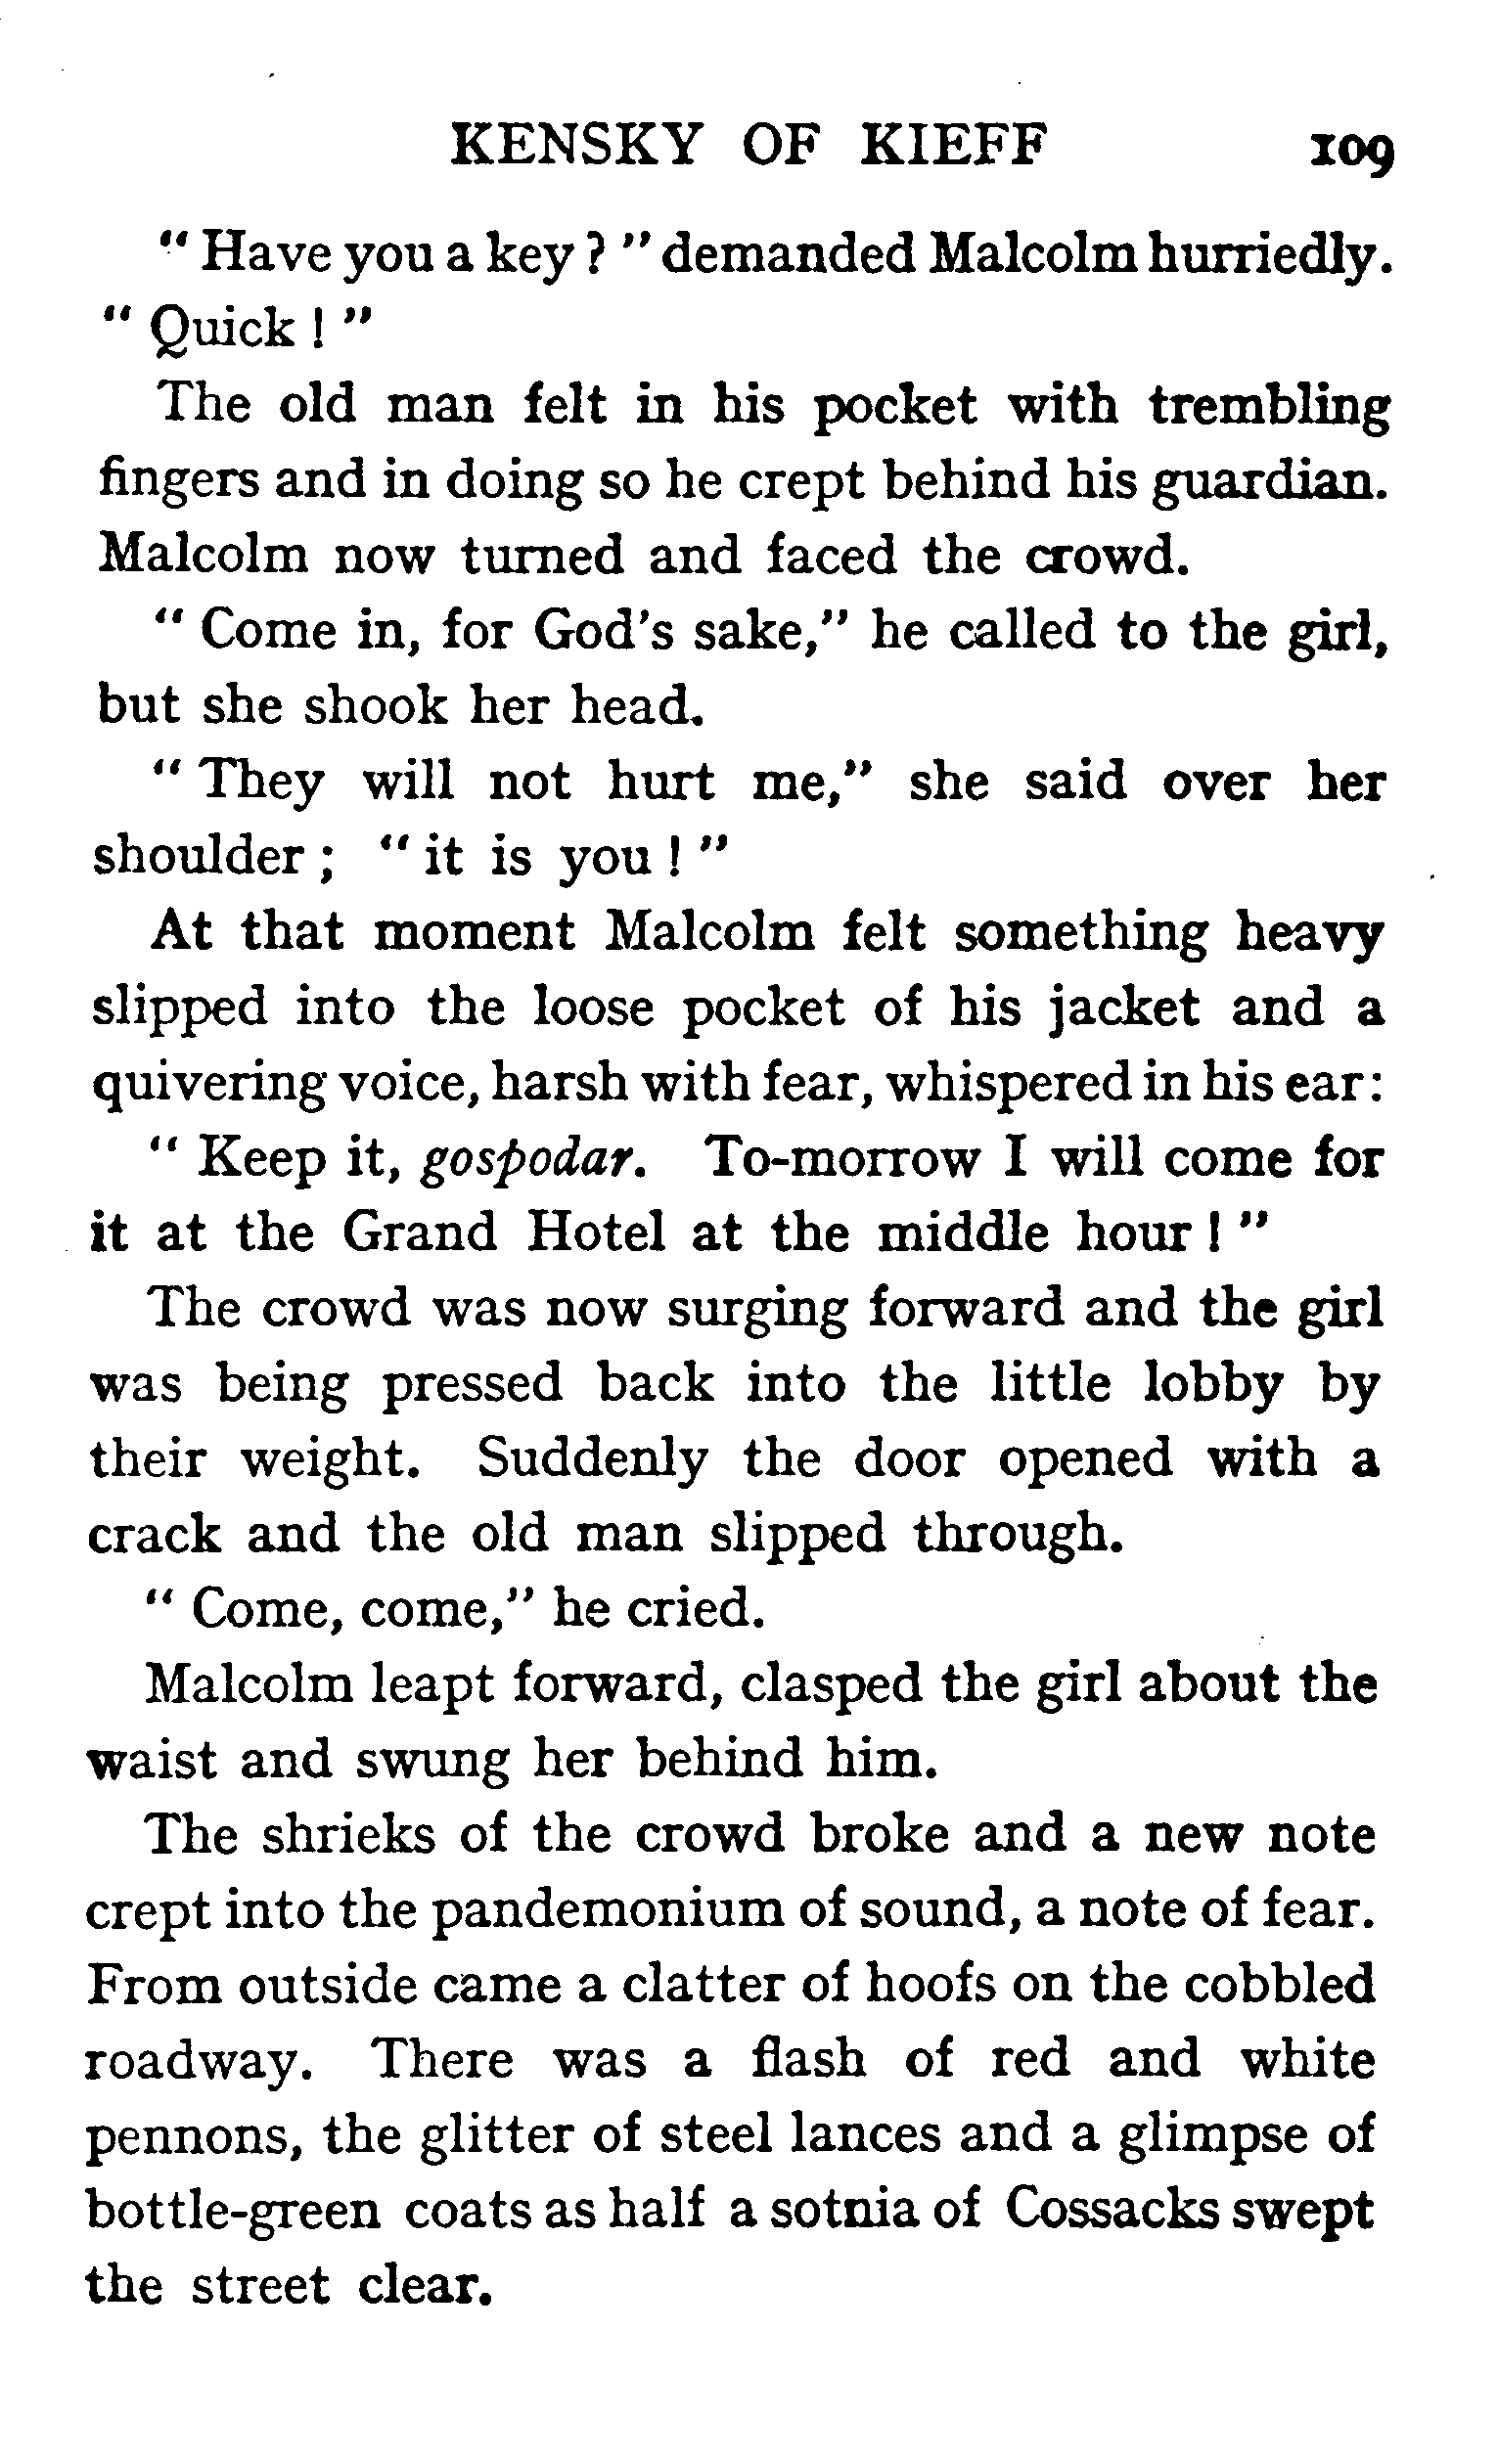 KENSKY OF KIEFF 109
" Have you a key ? " demanded Malcolm hurriedly.
" Quick ! "
The old man felt in his pocket with trembling
fingers and in doing so he crept behind his guardian.
Malcolm now turned and faced the crowd.
" Come in, for God's sake," he called to the girl,
but she shook her head.
" They will not hurt me," she said over her
shoulder ; " it is you ! "
At that moment Malcolm felt something heavy
slipped into the loose pocket of his jacket and a
quivering voice, harsh with fear, whispered in his ear:
" Keep it, gospodar. To-morrow I will come for
it at the Grand Hotel at the middle hour ! "
The crowd was now surging forward and the girl
was being pressed back into the little lobby by
their weight. Suddenly the door opened with a
crack and the old man slipped through.
" Come, come," he cried.
Malcolm leapt forward, clasped the girl about the
waist and swung her behind him.
The shrieks of the crowd broke and a new note
crept into the pandemonium of sound, a note of fear.
From outside came a clatter of hoofs on the cobbled
roadway. There was a flash of red and white
pennons, the glitter of steel lances and a glimpse of
bottle-green coats as half a sotnia of Cossacks swept
the street clear.